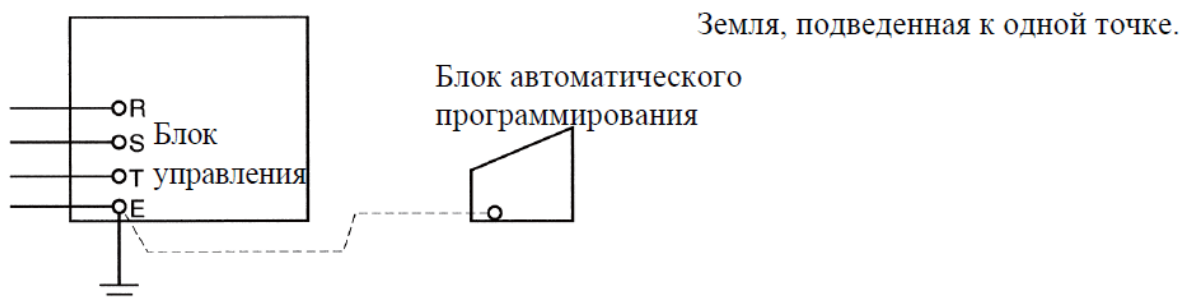 Земля, подведенная к одной точке.
Блок автоматического
программирования
R
S
Блок
T
управления
E